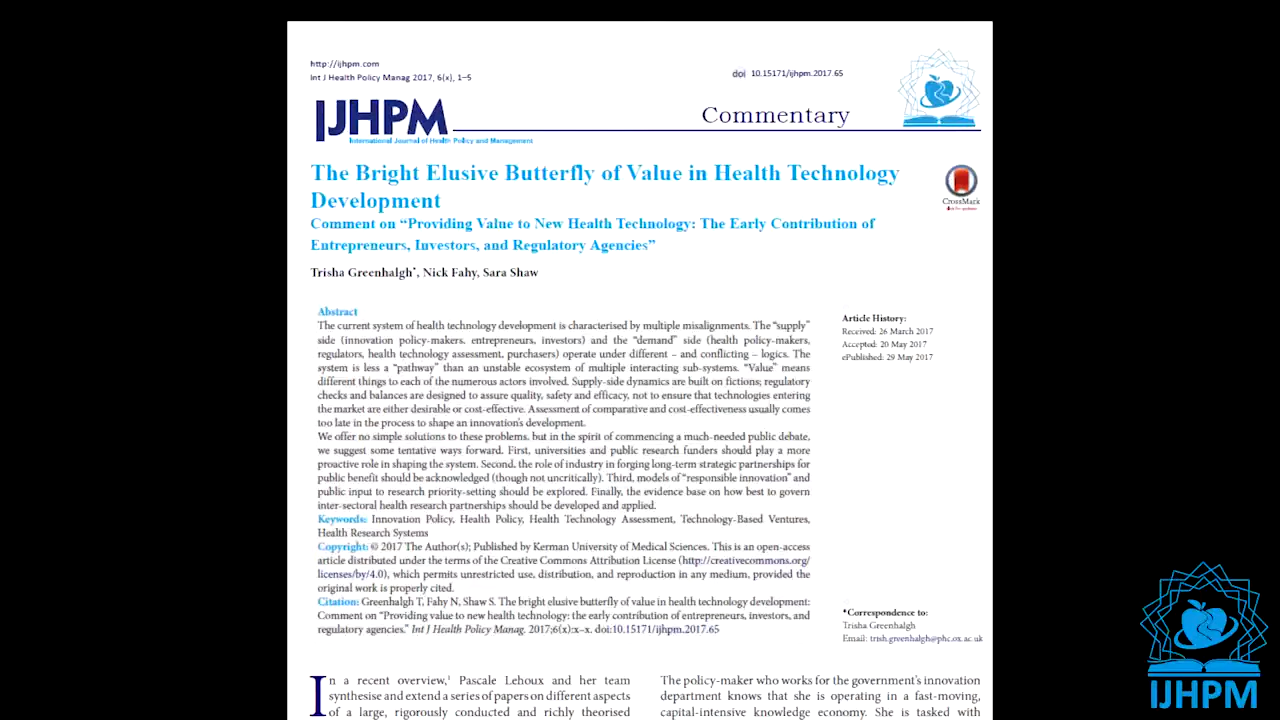 http://ijhpm.com
Int J Health Policy Manag 2017, 6(x), 1–5
doi 10.15171/ijhpm.2017.65
IJHPM
International Journal of Health Policy and Management
Commentary
The Bright Elusive Butterfly of Value in Health Technology
Development
Comment on “Providing Value to New Health Technology: The Early Contribution of
Entrepreneurs, Investors, and Regulatory Agencies”
CrossMark
Trisha Greenhalgh*, Nick Fahy, Sara Shaw
Abstract
The current system of health technology development is characterised by multiple misalignments. The “supply”
side (innovation policy-makers, entrepreneurs, investors) and the “demand” side (health policy-makers,
regulators, health technology assessment, purchasers) operate under different – and conflicting – logics. The
system is less a “pathway” than an unstable ecosystem of multiple interacting sub-systems. “Value” means
different things to each of the numerous actors involved. Supply-side dynamics are built on fictions; regulatory
checks and balances are designed to assure quality, safety and efficacy, not to ensure that technologies entering
the market are either desirable or cost-effective. Assessment of comparative and cost-effectiveness usually comes
too late in the process to shape an innovation’s development.
We offer no simple solutions to these problems, but in the spirit of commencing a much-needed public debate,
we suggest some tentative ways forward. First, universities and public research funders should play a more
proactive role in shaping the system. Second, the role of industry in forging long-term strategic partnerships for
public benefit should be acknowledged (though not uncritically). Third, models of “responsible innovation” and
public input to research priority-setting should be explored. Finally, the evidence base on how best to govern
inter-sectoral health research partnerships should be developed and applied.
Keywords: Innovation Policy, Health Policy, Health Technology Assessment, Technology-Based Ventures,
Health Research Systems
Copyright: © 2017 The Author(s); Published by Kerman University of Medical Sciences. This is an open-access
article distributed under the terms of the Creative Commons Attribution License (http://creativecommons.org/
licenses/by/4.0), which permits unrestricted use, distribution, and reproduction in any medium, provided the
original work is properly cited.
Citation: Greenhalgh T, Fahy N, Shaw S. The bright elusive butterfly of value in health technology development:
Comment on “Providing value to new health technology: the early contribution of entrepreneurs, investors, and
regulatory agencies.” Int J Health Policy Manag. 2017;6(x):x–x. doi:10.15171/ijhpm.2017.65
Article History:
Received: 26 March 2017
Accepted: 20 May 2017
ePublished: 29 May 2017
*Correspondence to:
Trisha Greenhalgh
Email: trish.greenhalgh@phc.ox.ac.uk
In a recent overview,1 Pascale Lehoux and her team
synthesise and extend a series of papers on different aspects
of a large, rigorously conducted and richly theorised
The policy-maker who works for the government’s innovation
department knows that she is operating in a fast-moving,
capital-intensive knowledge economy. She is tasked with
IJHPM